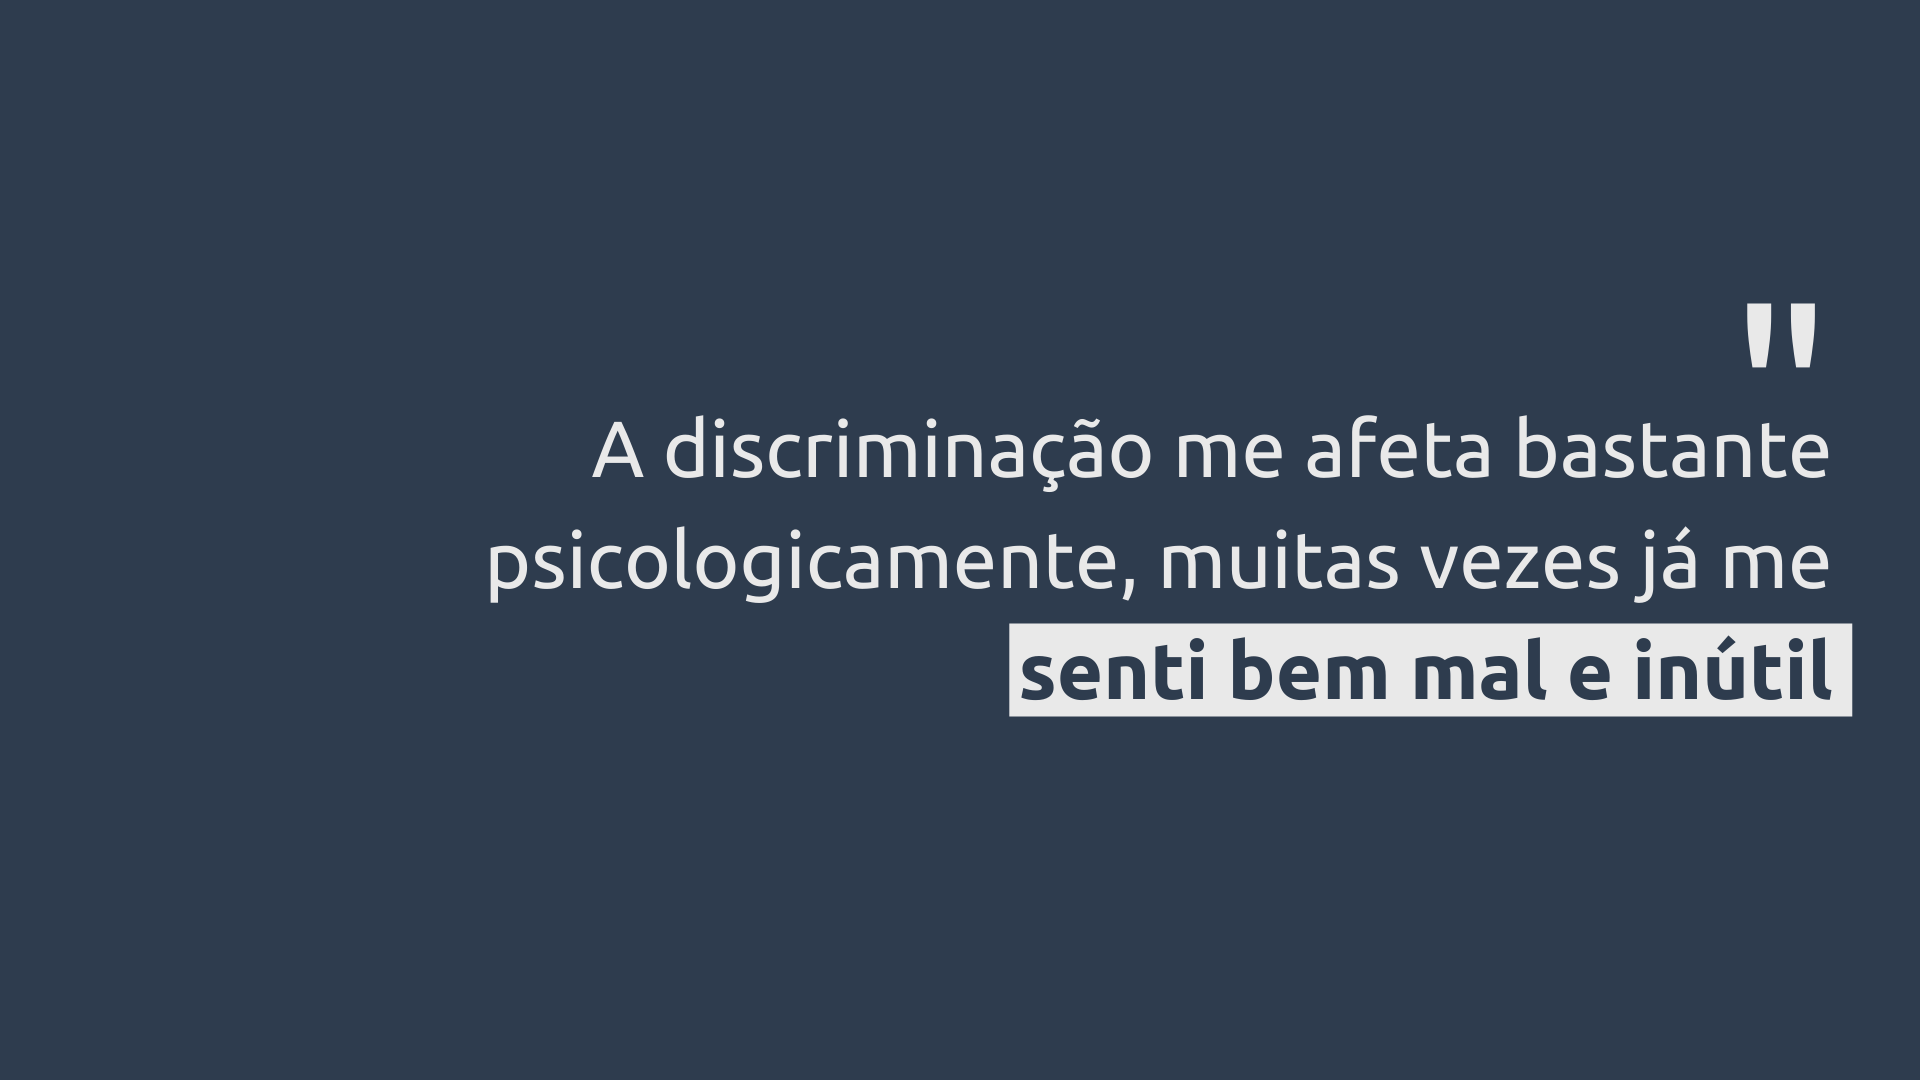 "
A discriminação me afeta bastante
psicologicamente, muitas vezes já me
senti bem mal e inútil